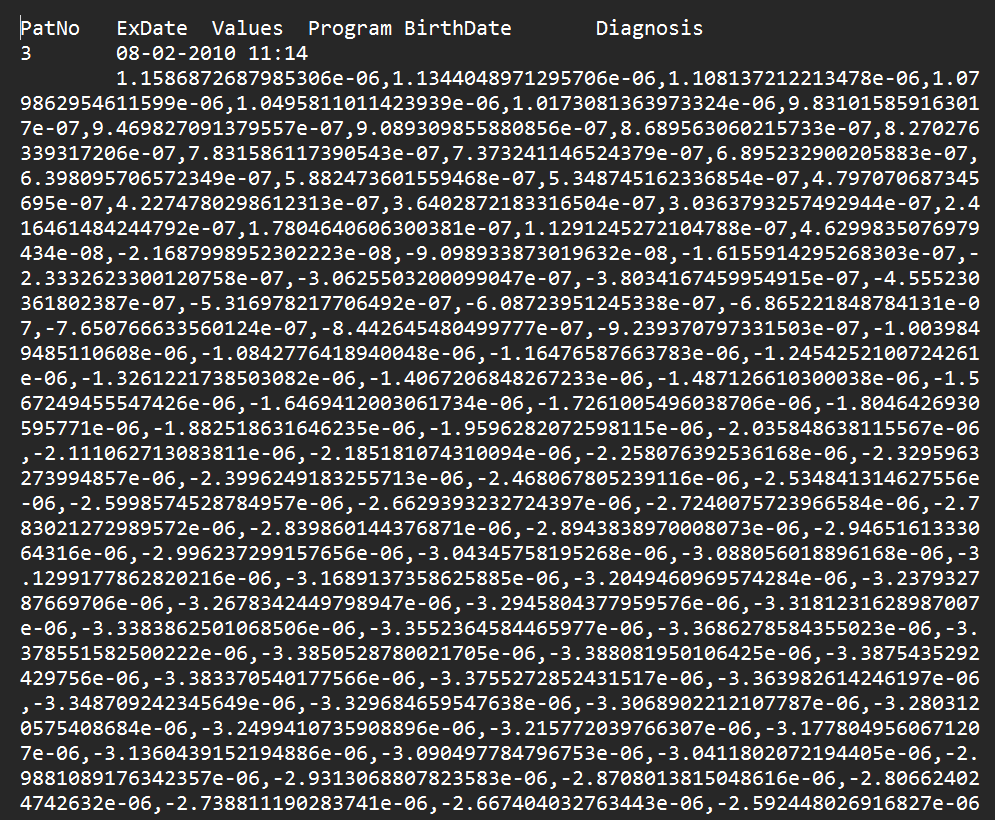 PatNo   ExDate  Values  Program BirthDate       Diagnosis
3       08-02-2010 11:14
        1.1586872687985306e-06,1.1344048971295706e-06,1.108137212213478e-06,1.07
9862954611599e-06,1.0495811011423939e-06,1.0173081363973324e-06,9.83101585916301
7e-07,9.469827091379557e-07,9.089309855880856e-07,8.689563060215733e-07,8.270276
339317206e-07,7.831586117390543e-07,7.373241146524379e-07,6.895232900205883e-07,
6.398095706572349e-07,5.882473601559468e-07,5.348745162336854e-07,4.797070687345
695e-07,4.2274780298612313e-07,3.6402872183316504e-07,3.0363793257492944e-07,2.4
16461484244792e-07,1.7804640606300381e-07,1.1291245272104788e-07,4.6299835076979
434e-08,-2.1687998952302223e-08,-9.098933873019632e-08,-1.6155914295268303e-07,-
2.3332623300120758e-07,-3.0625503200099047e-07,-3.8034167459954915e-07,-4.555230
361802387e-07,-5.316978217706492e-07,-6.08723951245338e-07,-6.865221848784131e-0
7,-7.650766633560124e-07,-8.442645480499777e-07,-9.239370797331503e-07,-1.003984
9485110608e-06,-1.0842776418940048e-06,-1.16476587663783e-06,-1.2454252100724261
e-06,-1.3261221738503082e-06,-1.4067206848267233e-06,-1.487126610300038e-06,-1.5
67249455547426e-06,-1.6469412003061734e-06,-1.7261005496038706e-06,-1.8046426930
595771e-06,-1.882518631646235e-06,-1.9596282072598115e-06,-2.035848638115567e-06
,-2.111062713083811e-06,-2.185181074310094e-06,-2.258076392536168e-06,-2.3295963
273994857e-06,-2.3996249183255713e-06,-2.468067805239116e-06,-2.534841314627556e
-06,-2.5998574528784957e-06,-2.6629393232724397e-06,-2.7240075723966584e-06,-2.7
83021272989572e-06,-2.839860144376871e-06,-2.8943838970008073e-06,-2.94651613330
64316e-06,-2.996237299157656e-06,-3.04345758195268e-06,-3.088056018896168e-06,-3
.1299177862820216e-06,-3.1689137358625885e-06,-3.2049460969574284e-06,-3.2379327
87669706e-06,-3.2678342449798947e-06,-3.2945804377959576e-06,-3.3181231628987007
e-06,-3.3383862501068506e-06,-3.3552364584465977e-06,-3.3686278584355023e-06,-3.
378551582500222e-06,-3.3850528780021705e-06,-3.388081950106425e-06,-3.3875435292
429756e-06,-3.383370540177566e-06,-3.3755272852431517e-06,-3.363982614246197e-06
,-3.348709242345649e-06,-3.329684659547638e-06,-3.3068902212107787e-06,-3.280312
0575408684e-06,-3.2499410735908896e-06,-3.215772039766307e-06,-3.177804956067120
7e-06,-3.1360439152194886e-06,-3.090497784796753e-06,-3.0411802072194405e-06,-2.
9881089176342357e-06,-2.9313068807823583e-06,-2.8708013815048616e-06,-2.80662402
4742632e-06,-2.738811190283741e-06,-2.667404032763443e-06,-2.592448026916827e-06